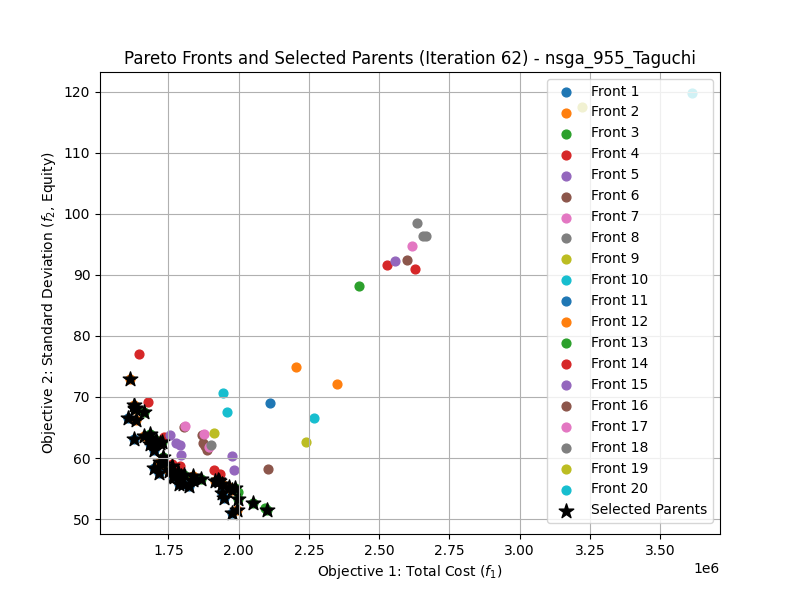 Pareto Fronts and Selected Parents (Iteration 62) - nsga_955_Taguchi
Objective 2: Standard Deviation (f₂, Equity)
120
110
100
90
80
70
60
50
1.75
2.00
2.25
2.50
2.75
3.00
3.25
3.50
1e6
Objective 1: Total Cost (f₁)
Front 1
Front 2
Front 3
Front 4
Front 5
Front 6
Front 7
Front 8
Front 9
Front 10
Front 11
Front 12
Front 13
Front 14
Front 15
Front 16
Front 17
Front 18
Front 19
Front 20
Selected Parents